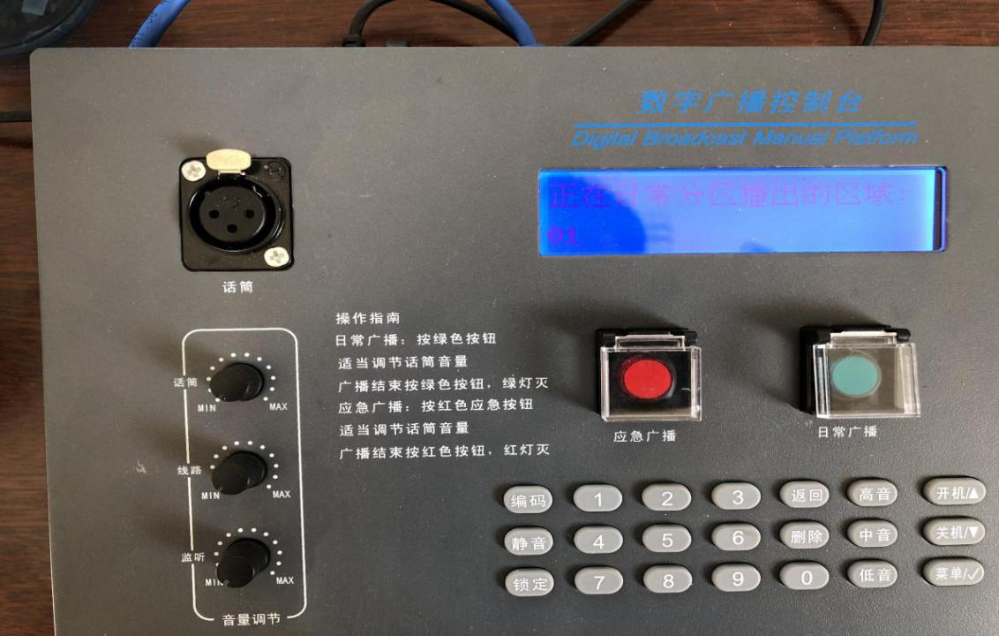 数字广播控制台
Digital Broadcast Manual Platform
正在日常分区播出的区域:
01
话筒
操作指南
日常广播：按绿色按钮
适当调节话筒音量
广播结束按绿色按钮，绿灯灭
应急广播：按红色应急按钮
适当调节话筒音量
广播结束按红色按钮，红灯灭
话筒
MIN MAX
线路
MIN MAX
监听
MIN MAX
音量调节
应急广播
日常广播
编码 1 2 3 返回 高音 开机/▲
静音 4 5 6 删除 中音 关机/▼
锁定 7 8 9 0 低音 菜单/✓